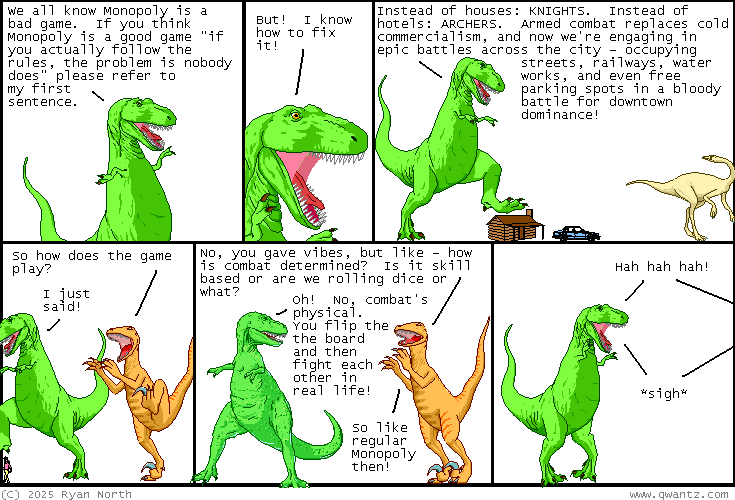 We all know Monopoly is a
bad game. If you think
Monopoly is a good game "if
you actually follow the
rules, the problem is nobody
does" please refer to
my first
sentence.
But! I know
how to fix
it!
Instead of houses: KNIGHTS. Instead of
hotels: ARCHERS. Armed combat replaces cold
commercialism, and now we're engaging in
epic battles across the city - occupying
streets, railways, water
works, and even free
parking spots in a bloody
battle for downtown
dominance!
So how does the game
play?
I just
said!
No, you gave vibes, but like - how
is combat determined? Is it skill
based or are we rolling dice or
what?
Oh! No, combat's
physical.
You flip the
the board
and then
fight each
other in
real life!
So like
regular
Monopoly
then!
Hah hah hah!
*sigh*
(C) 2025 Ryan North
www.qwantz.com